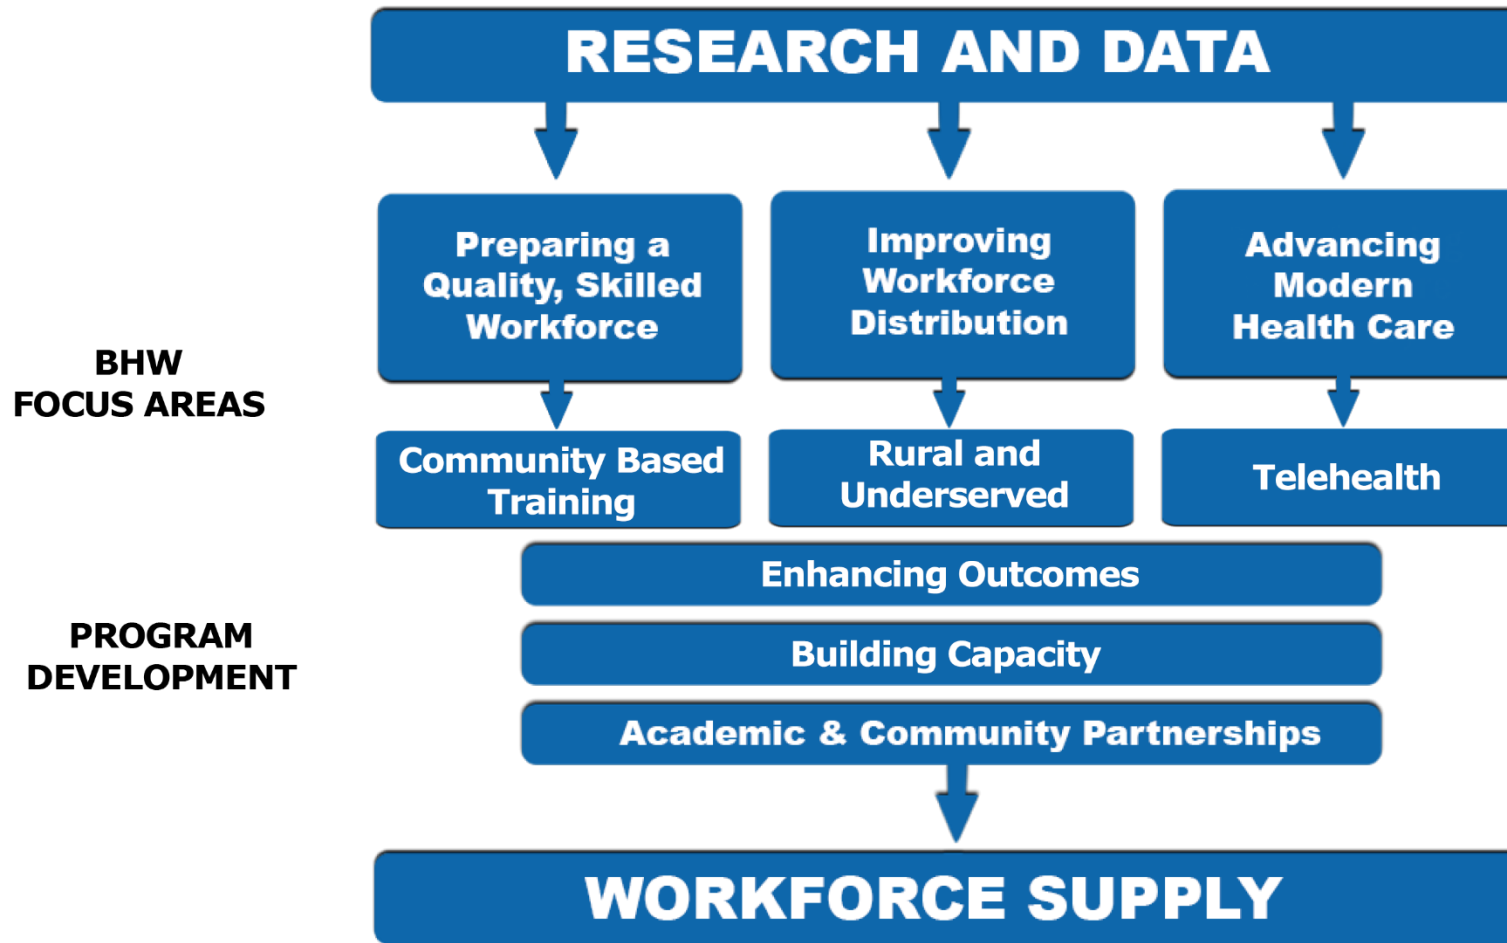 RESEARCH AND DATA
Preparing a
Quality, Skilled
Workforce
Improving
Workforce
Distribution
Advancing
Modern
Health Care
BHW
FOCUS AREAS
Community Based
Training
Rural and
Underserved
Telehealth
Enhancing Outcomes
PROGRAM
DEVELOPMENT
Building Capacity
Academic & Community Partnerships
WORKFORCE SUPPLY